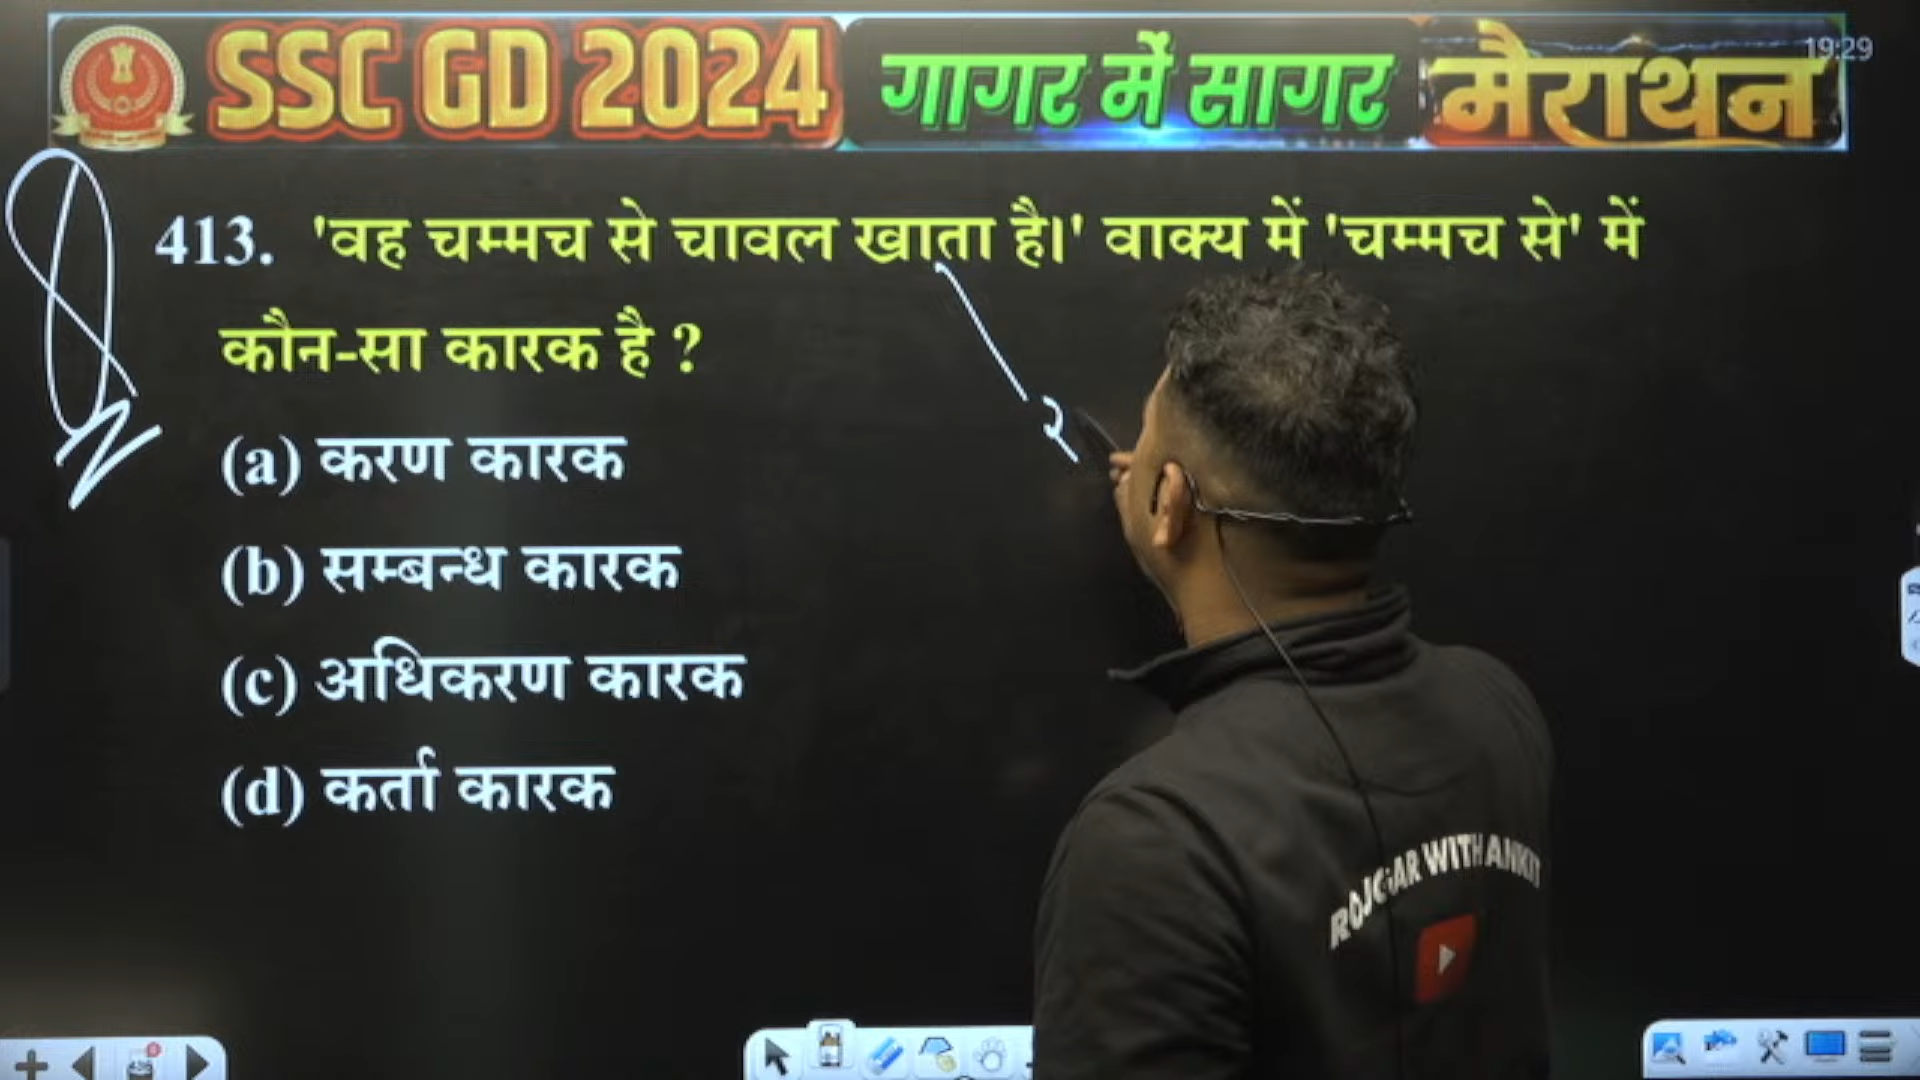 SSC GD 2024 गागर में सागर मैराथन
19:29
413. 'वह चम्मच से चावल खाता है।' वाक्य में 'चम्मच से' में
कौन-सा कारक है ?
(a) करण कारक
(b) सम्बन्ध कारक
(c) अधिकरण कारक
(d) कर्ता कारक
ROJGAR WITH ANKIT